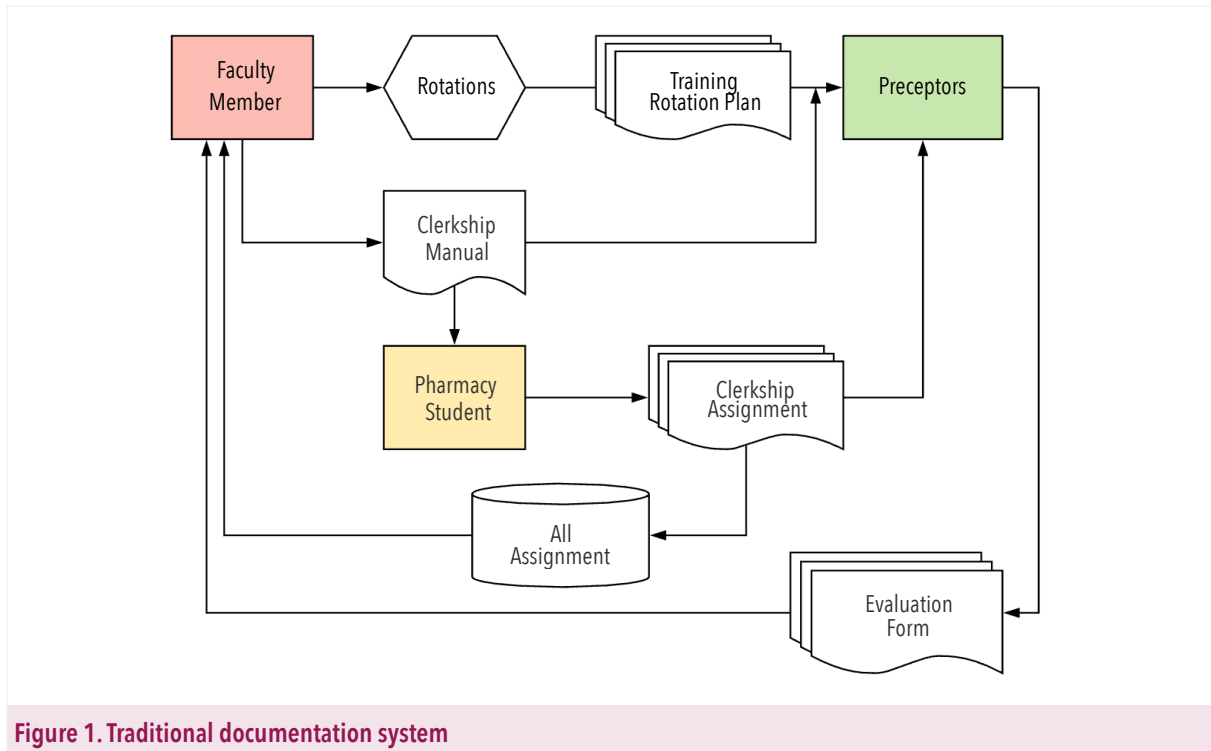 Faculty
Member
Rotations
Training
Rotation Plan
Preceptors
Clerkship
Manual
Pharmacy
Student
Clerkship
Assignment
All
Assignment
Evaluation
Form
Figure 1. Traditional documentation system